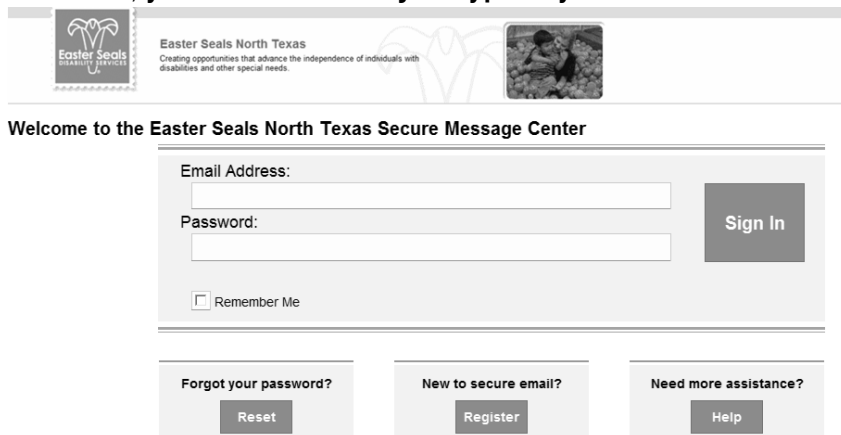 Easter Seals
DISABILITY SERVICES
Easter Seals North Texas
Creating opportunities that advance the independence of individuals with
disabilities and other special needs.
Welcome to the Easter Seals North Texas Secure Message Center
Email Address:
Password:
Sign In
Remember Me
Forgot your password? New to secure email? Need more assistance?
Reset Register Help